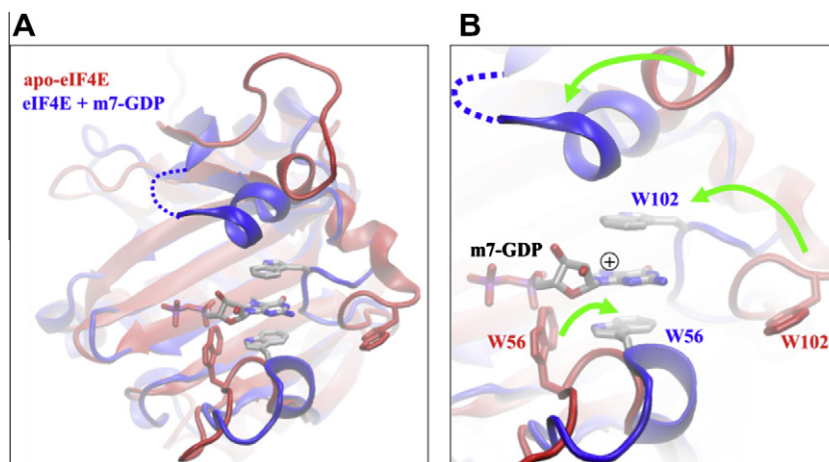 A
B
apo-eIF4E
eIF4E + m7-GDP
W102
m7-GDP
+
W56
W56
W102